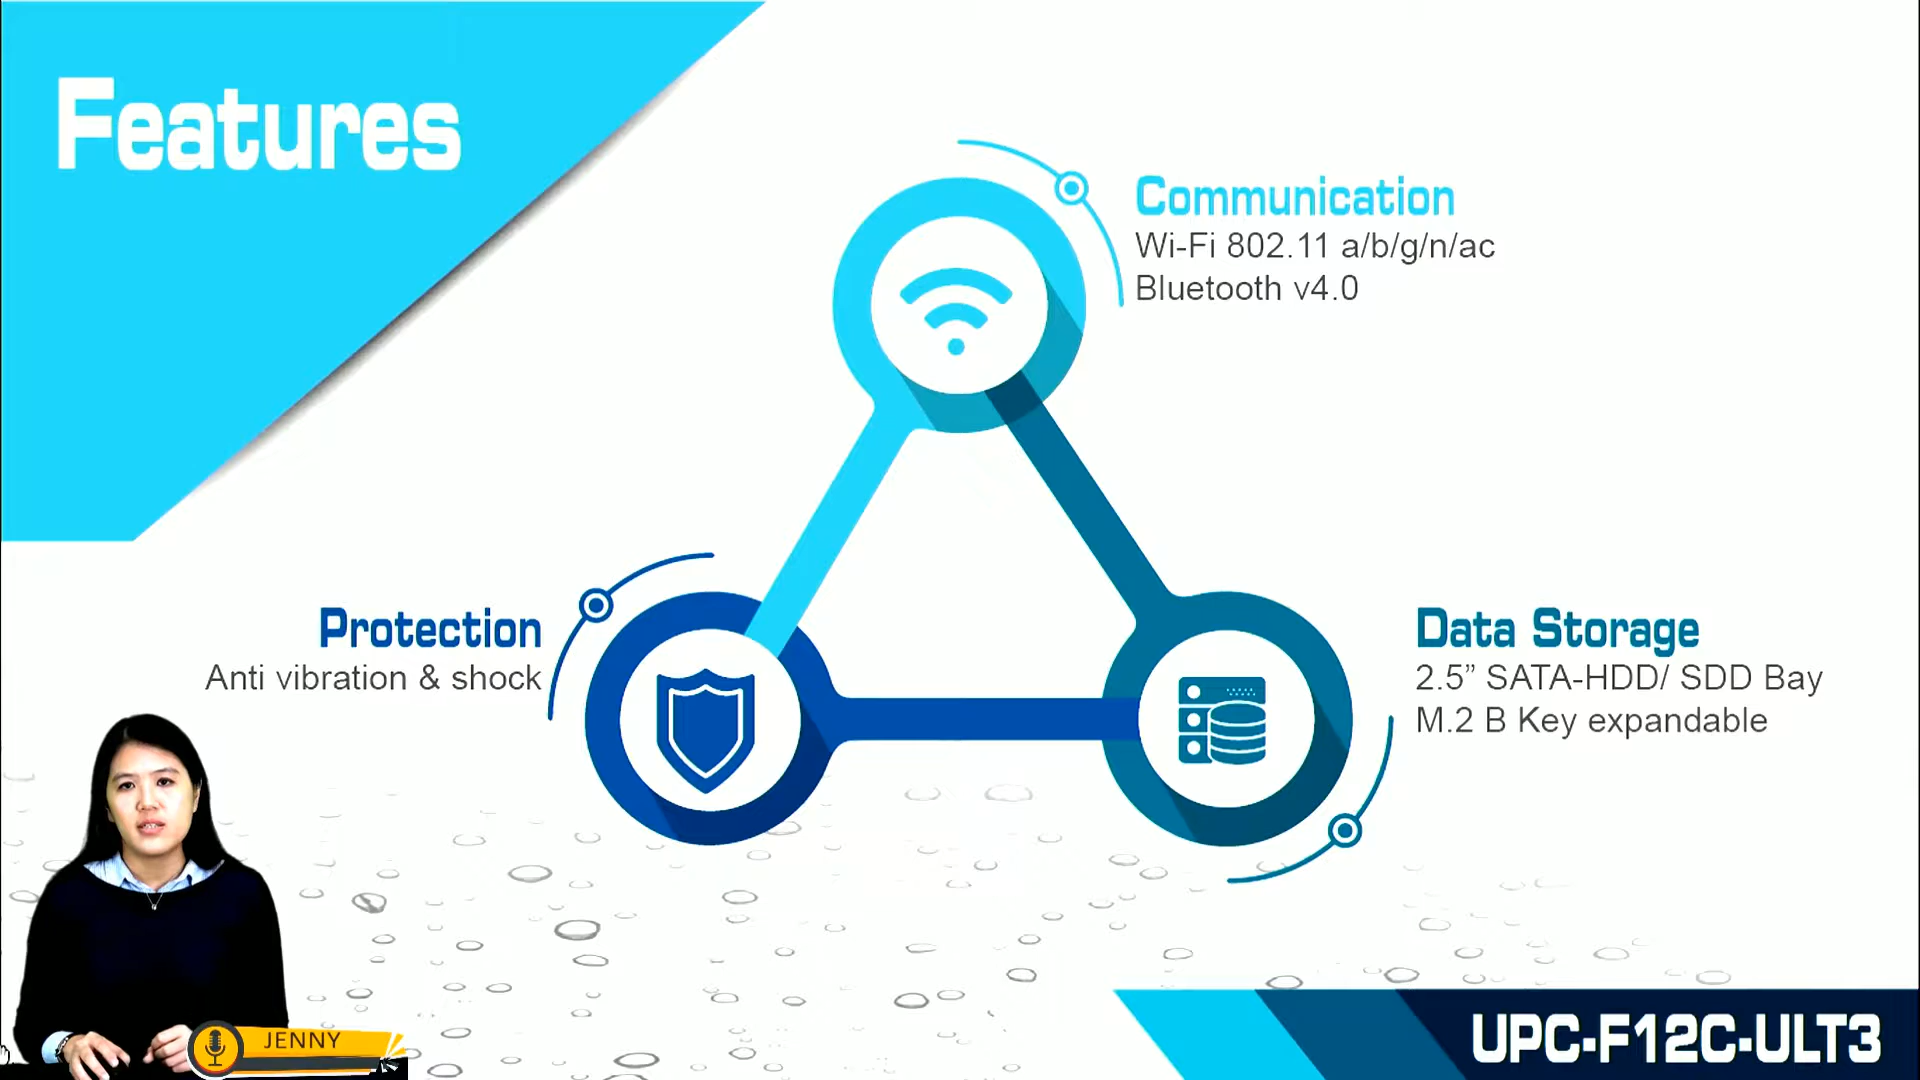 Features
Communication
Wi-Fi 802.11 a/b/g/n/ac
Bluetooth v4.0
Protection
Anti vibration & shock
Data Storage
2.5” SATA-HDD/ SDD Bay
M.2 B Key expandable
JENNY
UPC-F12C-ULT3